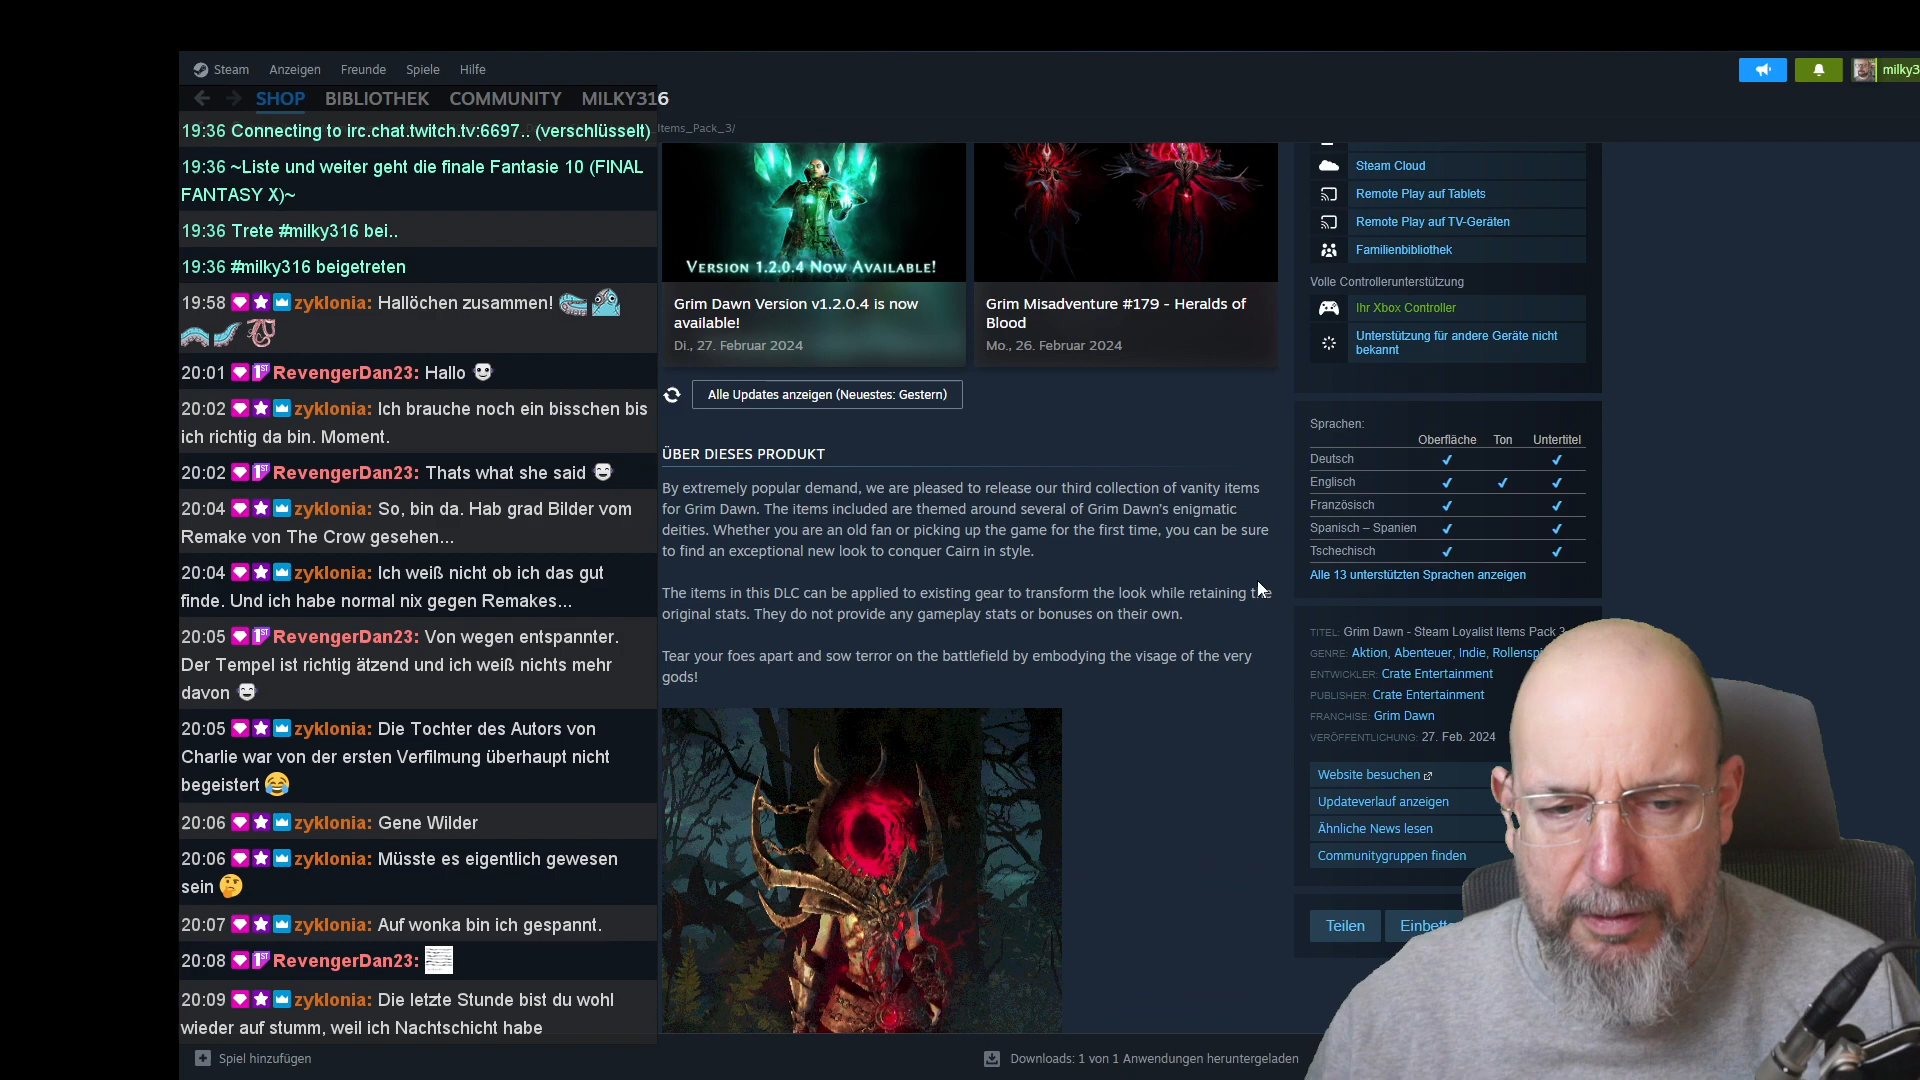 Steam Anzeigen Freunde Spiele Hilfe
milky3
SHOP BIBLIOTHEK COMMUNITY MILKY316
Items_Pack_3/
19:36 Connecting to irc.chat.twitch.tv:6697.. (verschlüsselt)
19:36 ~Liste und weiter geht die finale Fantasie 10 (FINAL
FANTASY X)~
19:36 Trete #milky316 bei..
19:36 #milky316 beigetreten
19:58 zyklonia: Hallöchen zusammen!
20:01 RevengerDan23: Hallo
20:02 zyklonia: Ich brauche noch ein bisschen bis
ich richtig da bin. Moment.
20:02 RevengerDan23: Thats what she said
20:04 zyklonia: So, bin da. Hab grad Bilder vom
Remake von The Crow gesehen...
20:04 zyklonia: Ich weiß nicht ob ich das gut
finde. Und ich habe normal nix gegen Remakes...
20:05 RevengerDan23: Von wegen entspannter.
Der Tempel ist richtig ätzend und ich weiß nichts mehr
davon
20:05 zyklonia: Die Tochter des Autors von
Charlie war von der ersten Verfilmung überhaupt nicht
begeistert
20:06 zyklonia: Gene Wilder
20:06 zyklonia: Müsste es eigentlich gewesen
sein
20:07 zyklonia: Auf wonka bin ich gespannt.
20:08 RevengerDan23:
20:09 zyklonia: Die letzte Stunde bist du wohl
wieder auf stumm, weil ich Nachtschicht habe
VERSION 1.2.0.4 NOW AVAILABLE!
Grim Dawn Version v1.2.0.4 is now
available!
Di., 27. Februar 2024
Grim Misadventure #179 - Heralds of
Blood
Mo., 26. Februar 2024
Alle Updates anzeigen (Neuestes: Gestern)
ÜBER DIESES PRODUKT
By extremely popular demand, we are pleased to release our third collection of vanity items
for Grim Dawn. The items included are themed around several of Grim Dawn's enigmatic
deities. Whether you are an old fan or picking up the game for the first time, you can be sure
to find an exceptional new look to conquer Cairn in style.
The items in this DLC can be applied to existing gear to transform the look while retaining the
original stats. They do not provide any gameplay stats or bonuses on their own.
Tear your foes apart and sow terror on the battlefield by embodying the visage of the very
gods!
Steam Cloud
Remote Play auf Tablets
Remote Play auf TV-Geräten
Familienbibliothek
Volle Controllerunterstützung
Ihr Xbox Controller
Unterstützung für andere Geräte nicht
bekannt
Sprachen:
Oberfläche Ton Untertitel
Deutsch ✔ ✔
Englisch ✔ ✔ ✔
Französisch ✔ ✔
Spanisch – Spanien ✔ ✔
Tschechisch ✔ ✔
Alle 13 unterstützten Sprachen anzeigen
TITEL: Grim Dawn - Steam Loyalist Items Pack 3
GENRE: Aktion, Abenteuer, Indie, Rollenspi
ENTWICKLER: Crate Entertainment
PUBLISHER: Crate Entertainment
FRANCHISE: Grim Dawn
VERÖFFENTLICHUNG: 27. Feb. 2024
Website besuchen
Updateverlauf anzeigen
Ähnliche News lesen
Communitygruppen finden
Teilen Einbette
Spiel hinzufügen
Downloads: 1 von 1 Anwendungen heruntergeladen